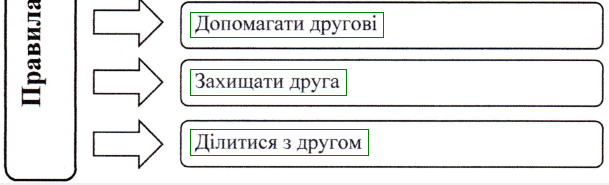 Правила
Допомагати другові
Захищати друга
Ділитися з другом